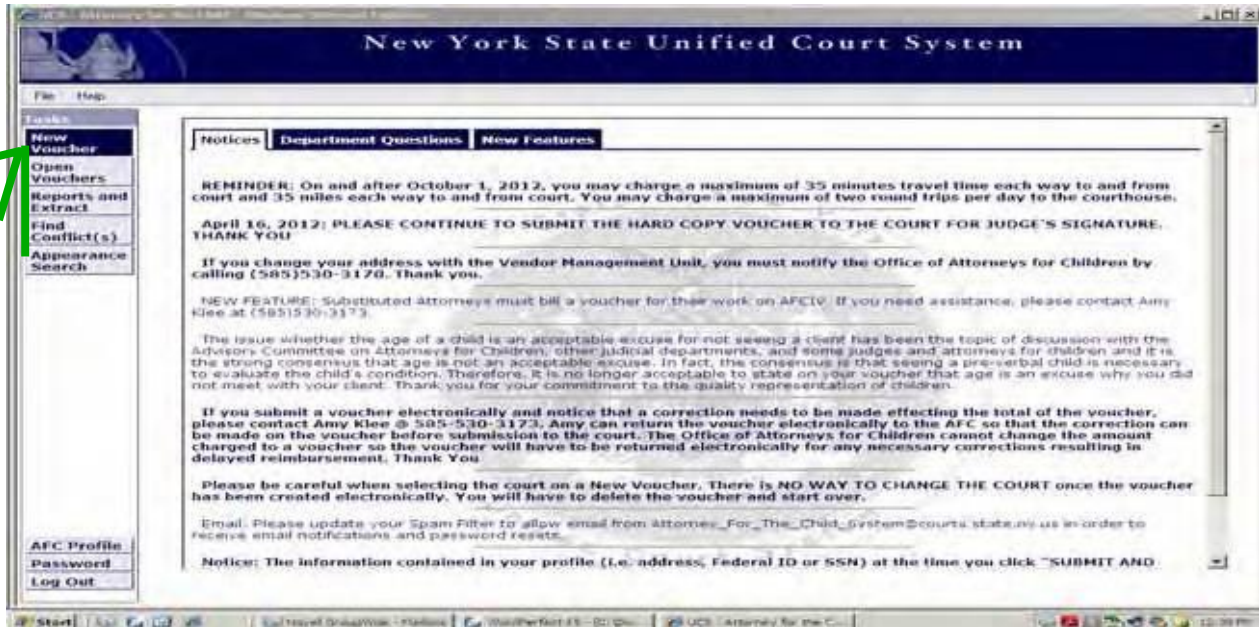 New York State Unified Court System
File Help
Tasks
New
Voucher
Open
Vouchers
Reports and
Extract
Find
Conflict(s)
Appearance
Search
AFC Profile
Password
Log Out
Notices Department Questions New Features
REMINDER: On and after October 1, 2012, you may charge a maximum of 35 minutes travel time each way to and from
court and 35 miles each way to and from court. You may charge a maximum of two round trips per day to the courthouse.
April 16, 2012: PLEASE CONTINUE TO SUBMIT THE HARD COPY VOUCHER TO THE COURT FOR JUDGE'S SIGNATURE.
THANK YOU
If you change your address with the Vendor Management Unit, you must notify the Office of Attorneys for Children by
calling (585)530-3170. Thank you.
NEW FEATURE: Substituted Attorneys must bill a voucher for their work on AFCIV. If you need assistance, please contact Amy
Klee at (585)530-3173.
The issue whether the age of a child is an acceptable excuse for not seeing a client has been the topic of discussion with the
Advisory Committee on Attorneys for Children, other judicial departments, and some judges and attorneys for children and it is
the strong consensus that age is not an acceptable excuse. In fact, the consensus is that seeing a pre-verbal child is necessary
to evaluate the child's condition. Therefore, it is no longer acceptable to state on your voucher that age is an excuse why you did
not meet with your client. Thank you for your commitment to the quality representation of children.
If you submit a voucher electronically and notice that a correction needs to be made effecting the total of the voucher,
please contact Amy Klee @ 585-530-3173. Amy can return the voucher electronically to the AFC so that the correction can
be made on the voucher before submission to the court. The Office of Attorneys for Children cannot change the amount
charged to a voucher so the voucher will have to be returned electronically for any necessary corrections resulting in
delayed reimbursement. Thank You
Please be careful when selecting the court on a New Voucher. There is NO WAY TO CHANGE THE COURT once the voucher
has been created electronically. You will have to delete the voucher and start over.
Email: Please update your Spam Filter to allow email from Attorney_For_The_Child_System@courts.state.ny.us in order to
receive email notifications and password resets.
Notice: The information contained in your profile (i.e. address, Federal ID or SSN) at the time you click "SUBMIT AND
Start